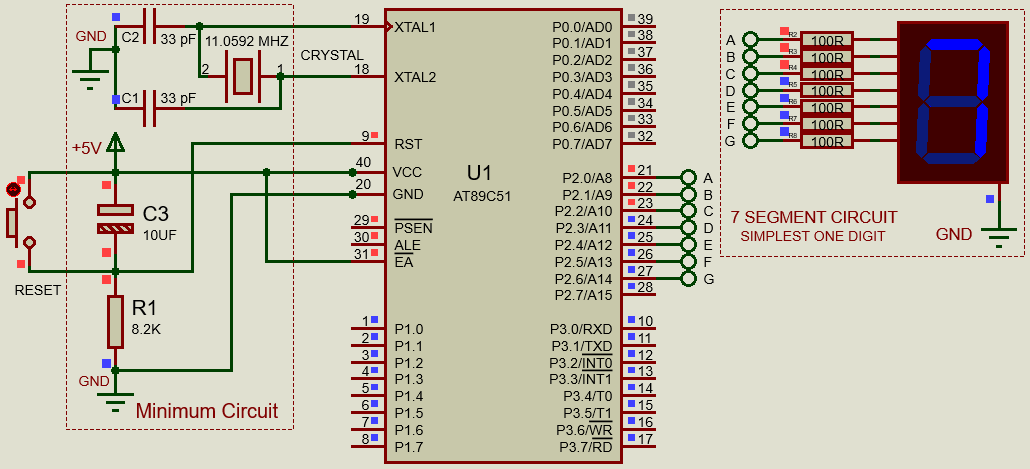 GND
C2
33 pF
11.0592 MHZ
CRYSTAL
2
1
C1
33 pF
+5V
C3
10UF
RESET
R1
8.2K
GND
Minimum Circuit
19
XTAL1
18
XTAL2
9
RST
40
VCC
20
GND
29
PSEN
30
ALE
31
EA
1
P1.0
2
P1.1
3
P1.2
4
P1.3
5
P1.4
6
P1.5
7
P1.6
8
P1.7
U1
AT89C51
P0.0/AD0
39
P0.1/AD1
38
P0.2/AD2
37
P0.3/AD3
36
P0.4/AD4
35
P0.5/AD5
34
P0.6/AD6
33
P0.7/AD7
32
P2.0/A8
21
A
P2.1/A9
22
B
P2.2/A10
23
C
P2.3/A11
24
D
P2.4/A12
25
E
P2.5/A13
26
F
P2.6/A14
27
G
P2.7/A15
28
P3.0/RXD
10
P3.1/TXD
11
P3.2/INT0
12
P3.3/INT1
13
P3.4/T0
14
P3.5/T1
15
P3.6/WR
16
P3.7/RD
17
A
R2
100R
B
R3
100R
C
R4
100R
D
R5
100R
E
R6
100R
F
R7
100R
G
R8
100R
7 SEGMENT CIRCUIT
SIMPLEST ONE DIGIT
GND